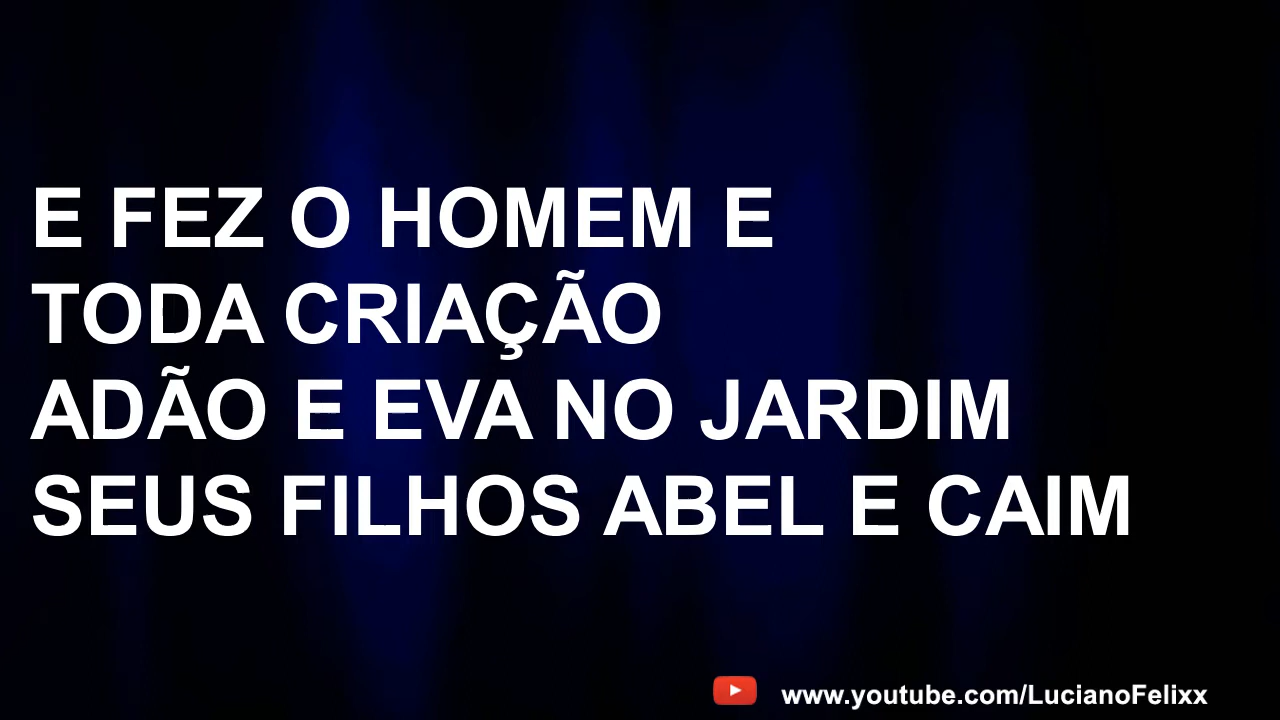 E FEZ O HOMEM E
TODA CRIAÇÃO
ADÃO E EVA NO JARDIM
SEUS FILHOS ABEL E CAIM
www.youtube.com/LucianoFelixx